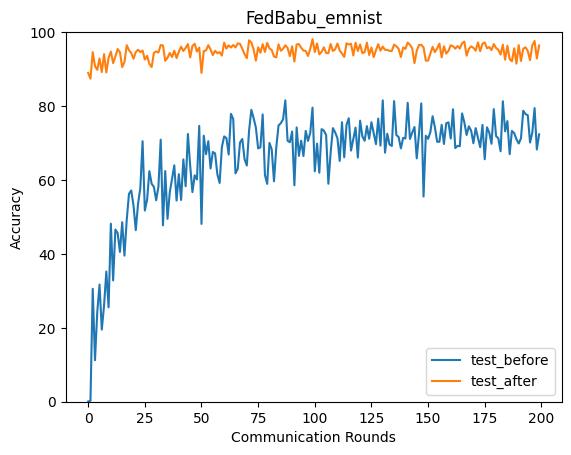 FedBabu_emnist
100
80
60
40
20
0
Accuracy
0 25 50 75 100 125 150 175 200
Communication Rounds
test_before
test_after